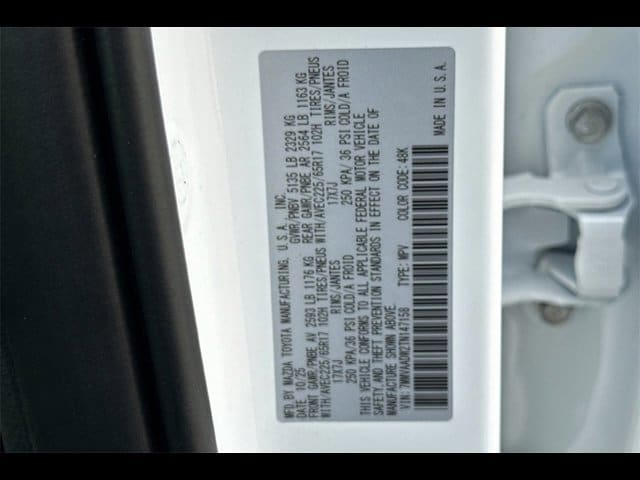 MFD. BY MAZDA TOYOTA MANUFACTURING, U.S.A., INC.
DATE: 10/25 GVWR/PNBV 5135 LB 2329 KG
FRONT GAWR/PNBE AV 2593 LB 1176 KG REAR GAWR/PNBE AR 2564 LB 1163 KG
WITH/AVEC225/65R17 102H TIRES/PNEUS WITH/AVEC225/65R17 102H TIRES/PNEUS
17X7J RIMS/JANTES 17X7J RIMS/JANTES
250 KPA/36 PSI COLD/A FROID 250 KPA/ 36 PSI COLD/A FROID
THIS VEHICLE CONFORMS TO ALL APPLICABLE FEDERAL MOTOR VEHICLE
SAFETY, AND THEFT PREVENTION STANDARDS IN EFFECT ON THE DATE OF
MANUFACTURE SHOWN ABOVE.
VIN: TYPE: MPV COLOR CODE: 48K
MADE IN U.S.A.